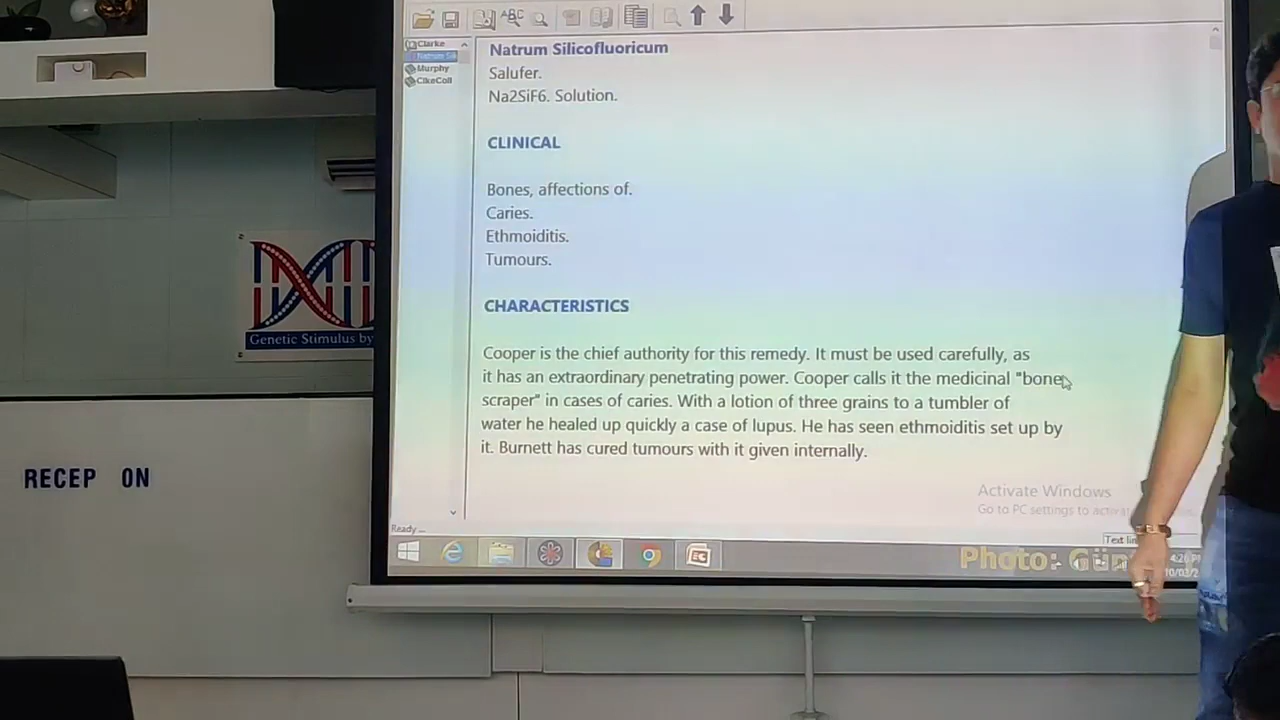 Clarke
Murphy
ClkeColl
Natrum Silicofluoricum
Salufer.
Na2SiF6. Solution.
CLINICAL
Bones, affections of.
Caries.
Ethmoiditis.
Tumours.
CHARACTERISTICS
Cooper is the chief authority for this remedy. It must be used carefully, as
it has an extraordinary penetrating power. Cooper calls it the medicinal "bone
scraper" in cases of caries. With a lotion of three grains to a tumbler of
water he healed up quickly a case of lupus. He has seen ethmoiditis set up by
it. Burnett has cured tumours with it given internally.
Activate Windows
Go to PC settings to
Ready...
Photo:
4:26
Genetic Stimulus by
RECEP ON